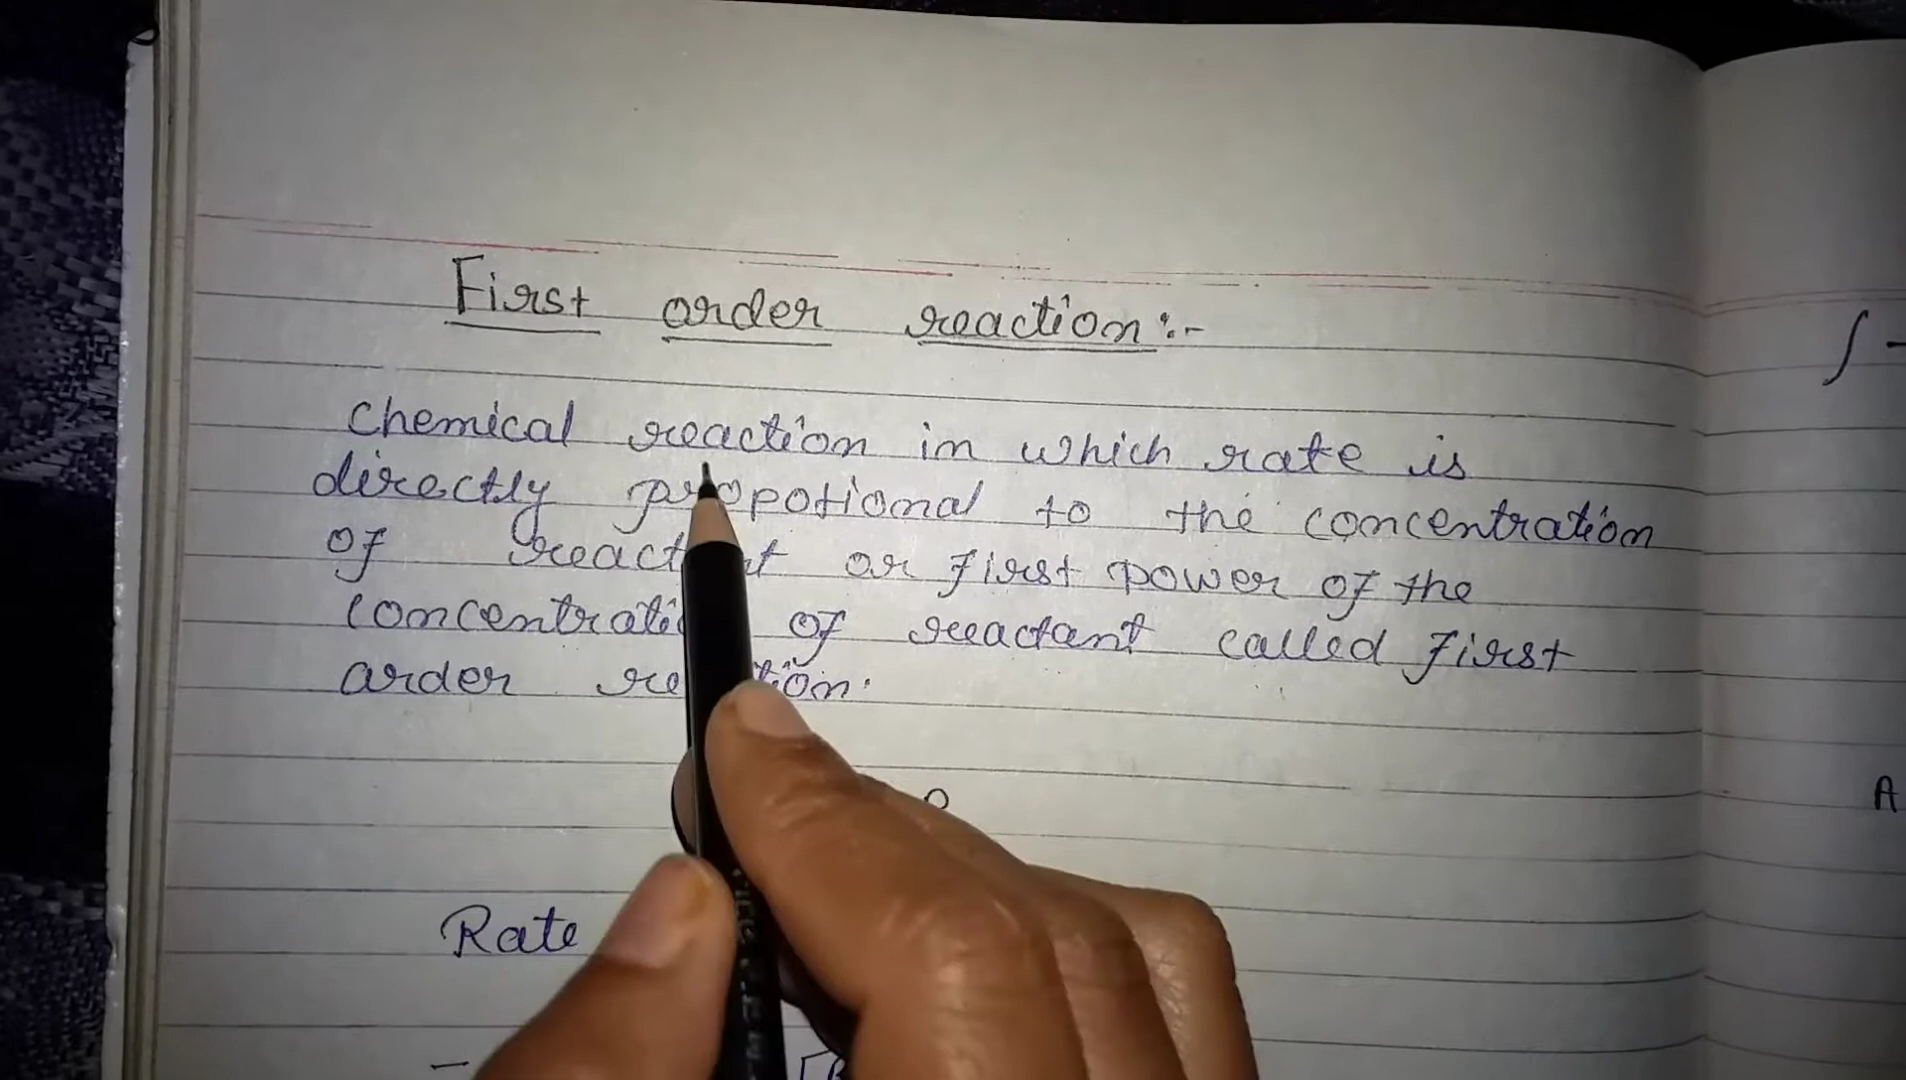 First order reaction :-
∫ -
Chemical reaction in which rate is
directly propotional to the concentration
of reactant or first power of the
concentration of reactant called first
order reaction.
A
Rate